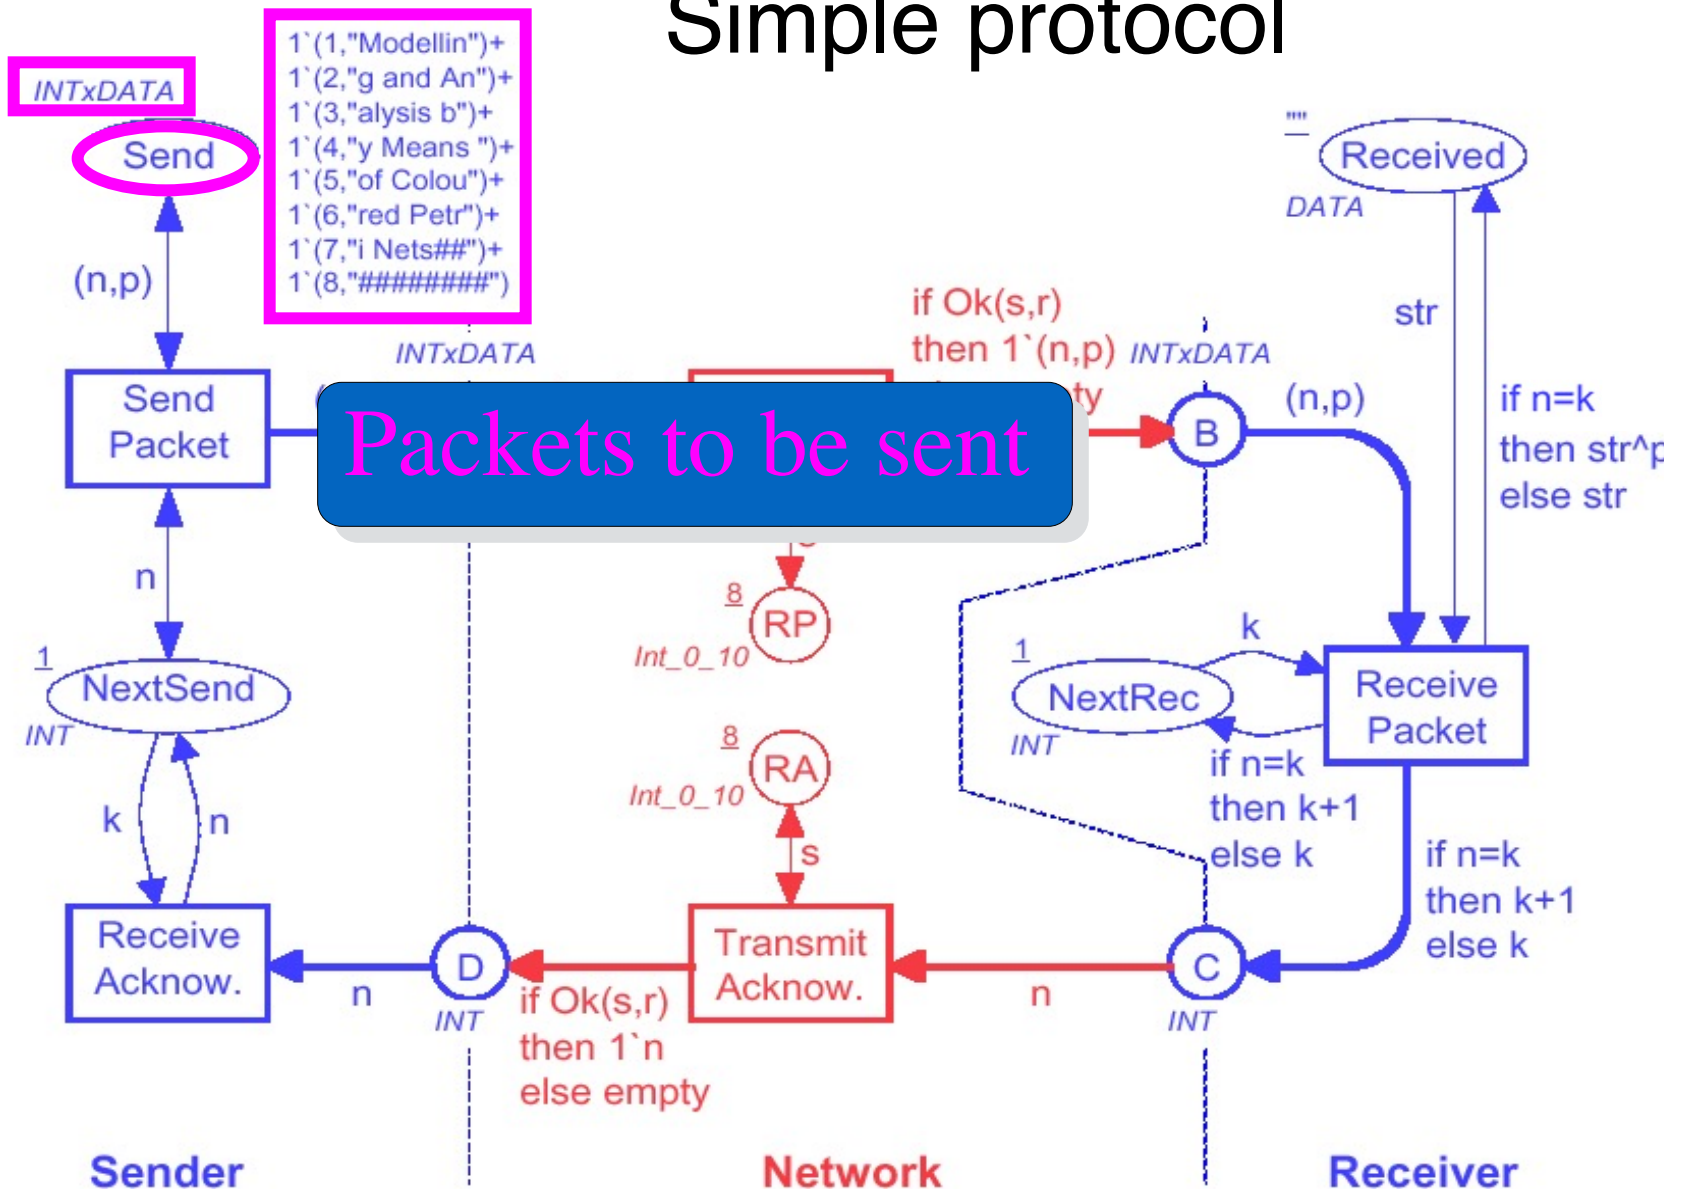 Simple protocol
INTxDATA
Send
1`(1,"Modellin")+
1`(2,"g and An")+
1`(3,"alysis b")+
1`(4,"y Means ")+
1`(5,"of Colou")+
1`(6,"red Petr")+
1`(7,"i Nets##")+
1`(8,"########")
""
Received
DATA
(n,p)
str
if n=k
then str^p
else str
INTxDATA
if Ok(s,r)
then 1`(n,p)
INTxDATA
Send
Packet
Packets to be sent
B
(n,p)
n
8
RP
Int_0_10
1
NextSend
INT
k
1
NextRec
INT
Receive
Packet
8
RA
Int_0_10
if n=k
then k+1
else k
k
n
s
if n=k
then k+1
else k
Receive
Acknow.
n
D
INT
Transmit
Acknow.
if Ok(s,r)
then 1`n
else empty
n
C
INT
Sender
Network
Receiver